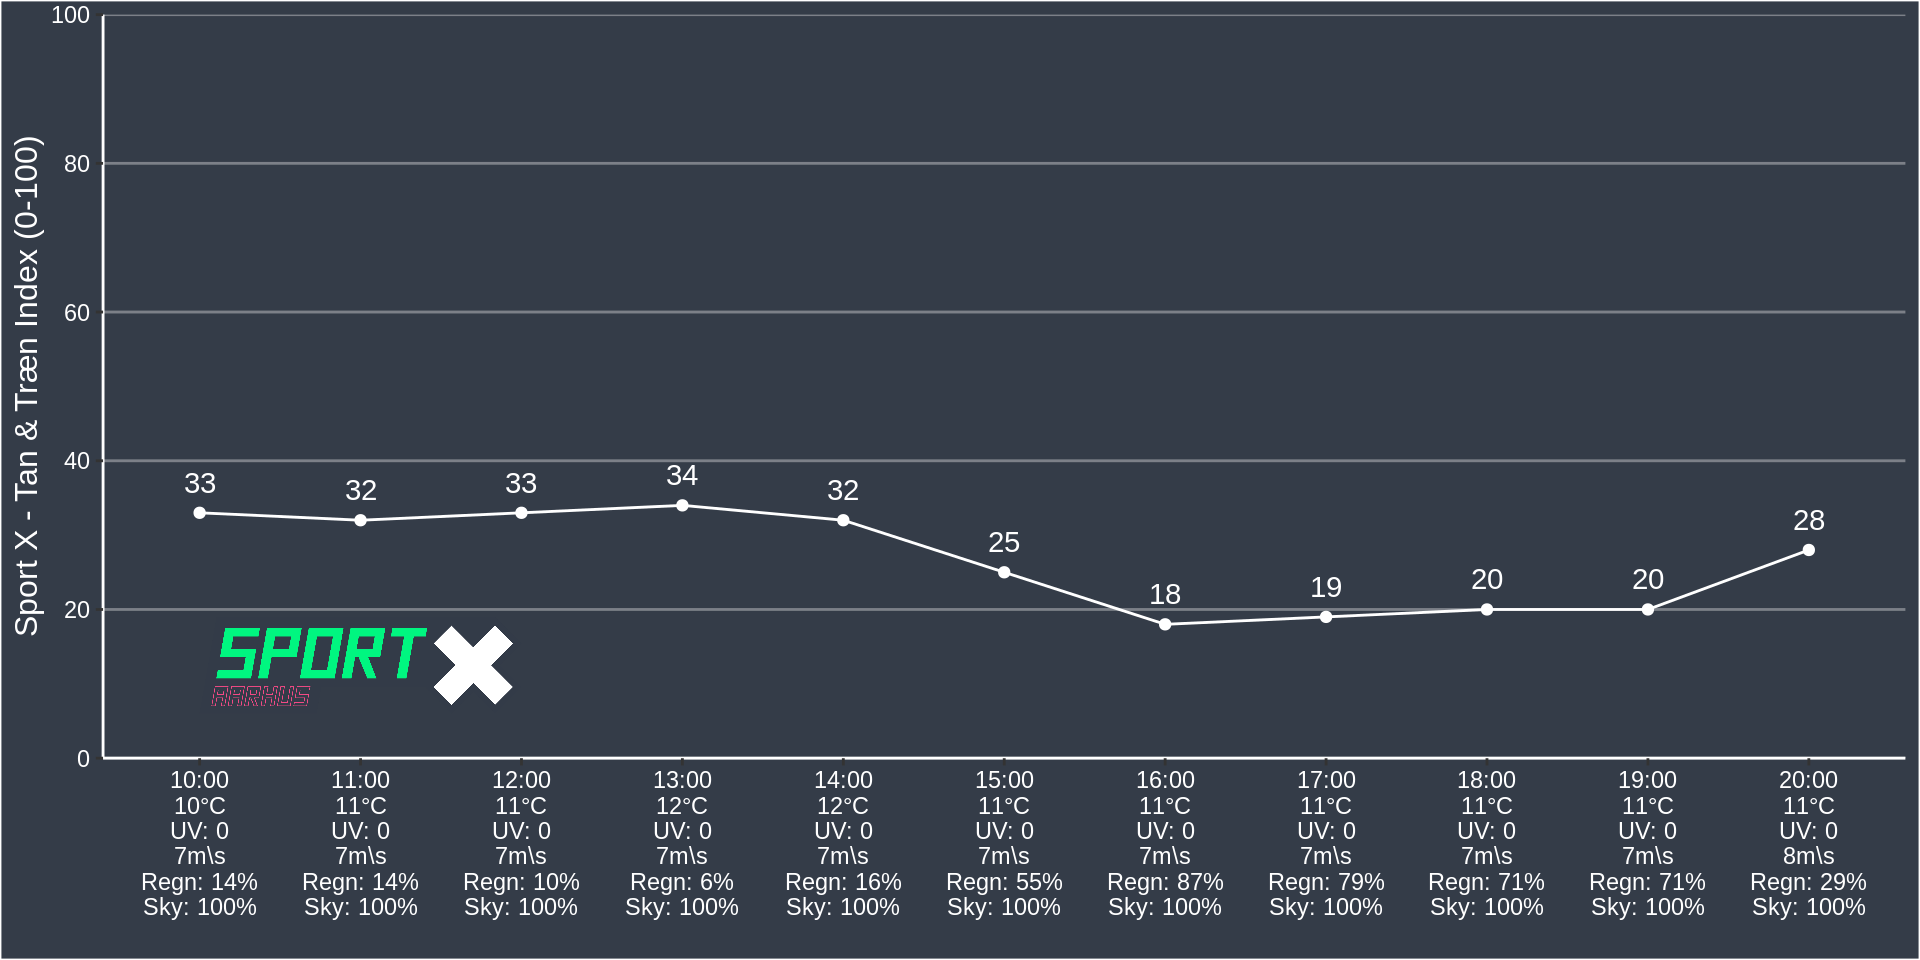 Sport X - Tan & Træn Index (0-100)
100
80
60
40
20
0
33
32
33
34
32
25
18
19
20
20
28
SPORT X
AARHUS
10:00
10°C
UV: 0
7m\s
Regn: 14%
Sky: 100%
11:00
11°C
UV: 0
7m\s
Regn: 14%
Sky: 100%
12:00
11°C
UV: 0
7m\s
Regn: 10%
Sky: 100%
13:00
12°C
UV: 0
7m\s
Regn: 6%
Sky: 100%
14:00
12°C
UV: 0
7m\s
Regn: 16%
Sky: 100%
15:00
11°C
UV: 0
7m\s
Regn: 55%
Sky: 100%
16:00
11°C
UV: 0
7m\s
Regn: 87%
Sky: 100%
17:00
11°C
UV: 0
7m\s
Regn: 79%
Sky: 100%
18:00
11°C
UV: 0
7m\s
Regn: 71%
Sky: 100%
19:00
11°C
UV: 0
7m\s
Regn: 71%
Sky: 100%
20:00
11°C
UV: 0
8m\s
Regn: 29%
Sky: 100%